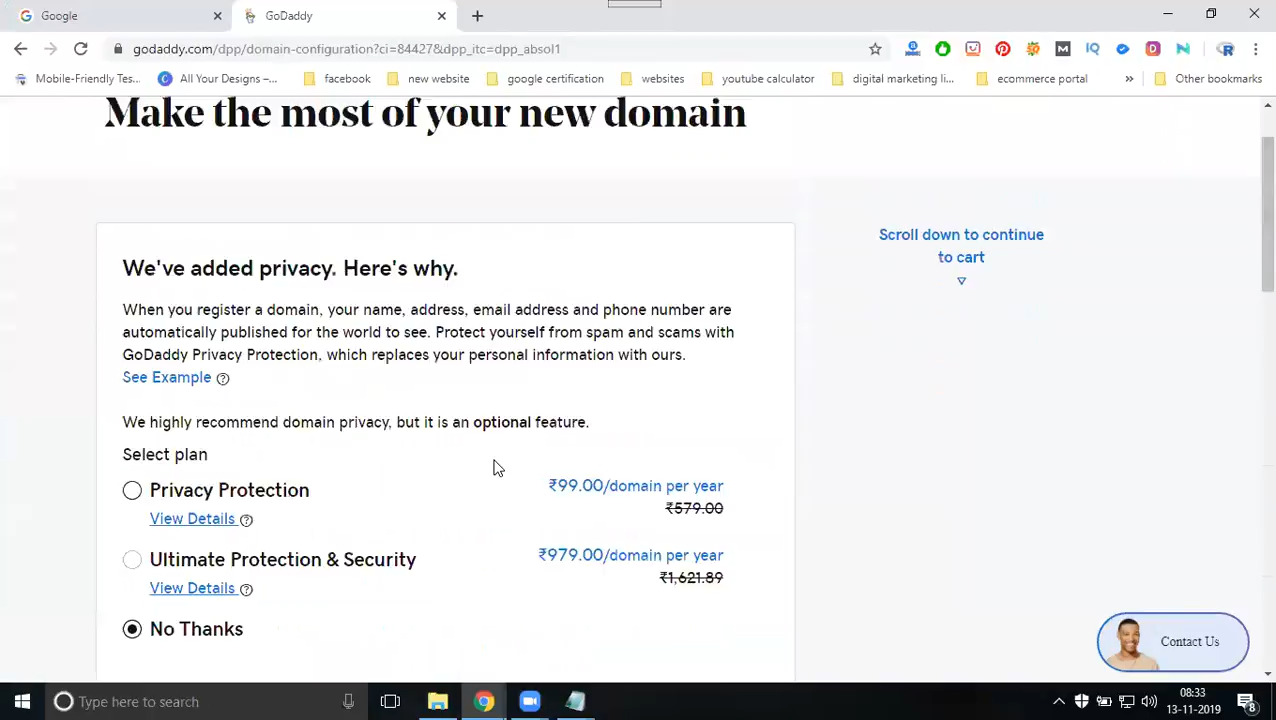 Google
GoDaddy
godaddy.com/dpp/domain-configuration?ci=84427&dpp_itc=dpp_absol1
Mobile-Friendly Tes...
All Your Designs –...
facebook
new website
google certification
websites
youtube calculator
digital marketing li...
ecommerce portal
»
Other bookmarks
Make the most of your new domain
Scroll down to continue
to cart
We've added privacy. Here's why.
When you register a domain, your name, address, email address and phone number are
automatically published for the world to see. Protect yourself from spam and scams with
GoDaddy Privacy Protection, which replaces your personal information with ours.
See Example
We highly recommend domain privacy, but it is an optional feature.
Select plan
Privacy Protection
₹99.00/domain per year
₹579.00
View Details
Ultimate Protection & Security
₹979.00/domain per year
₹1,621.89
View Details
No Thanks
Contact Us
Type here to search
08:33
13-11-2019
8